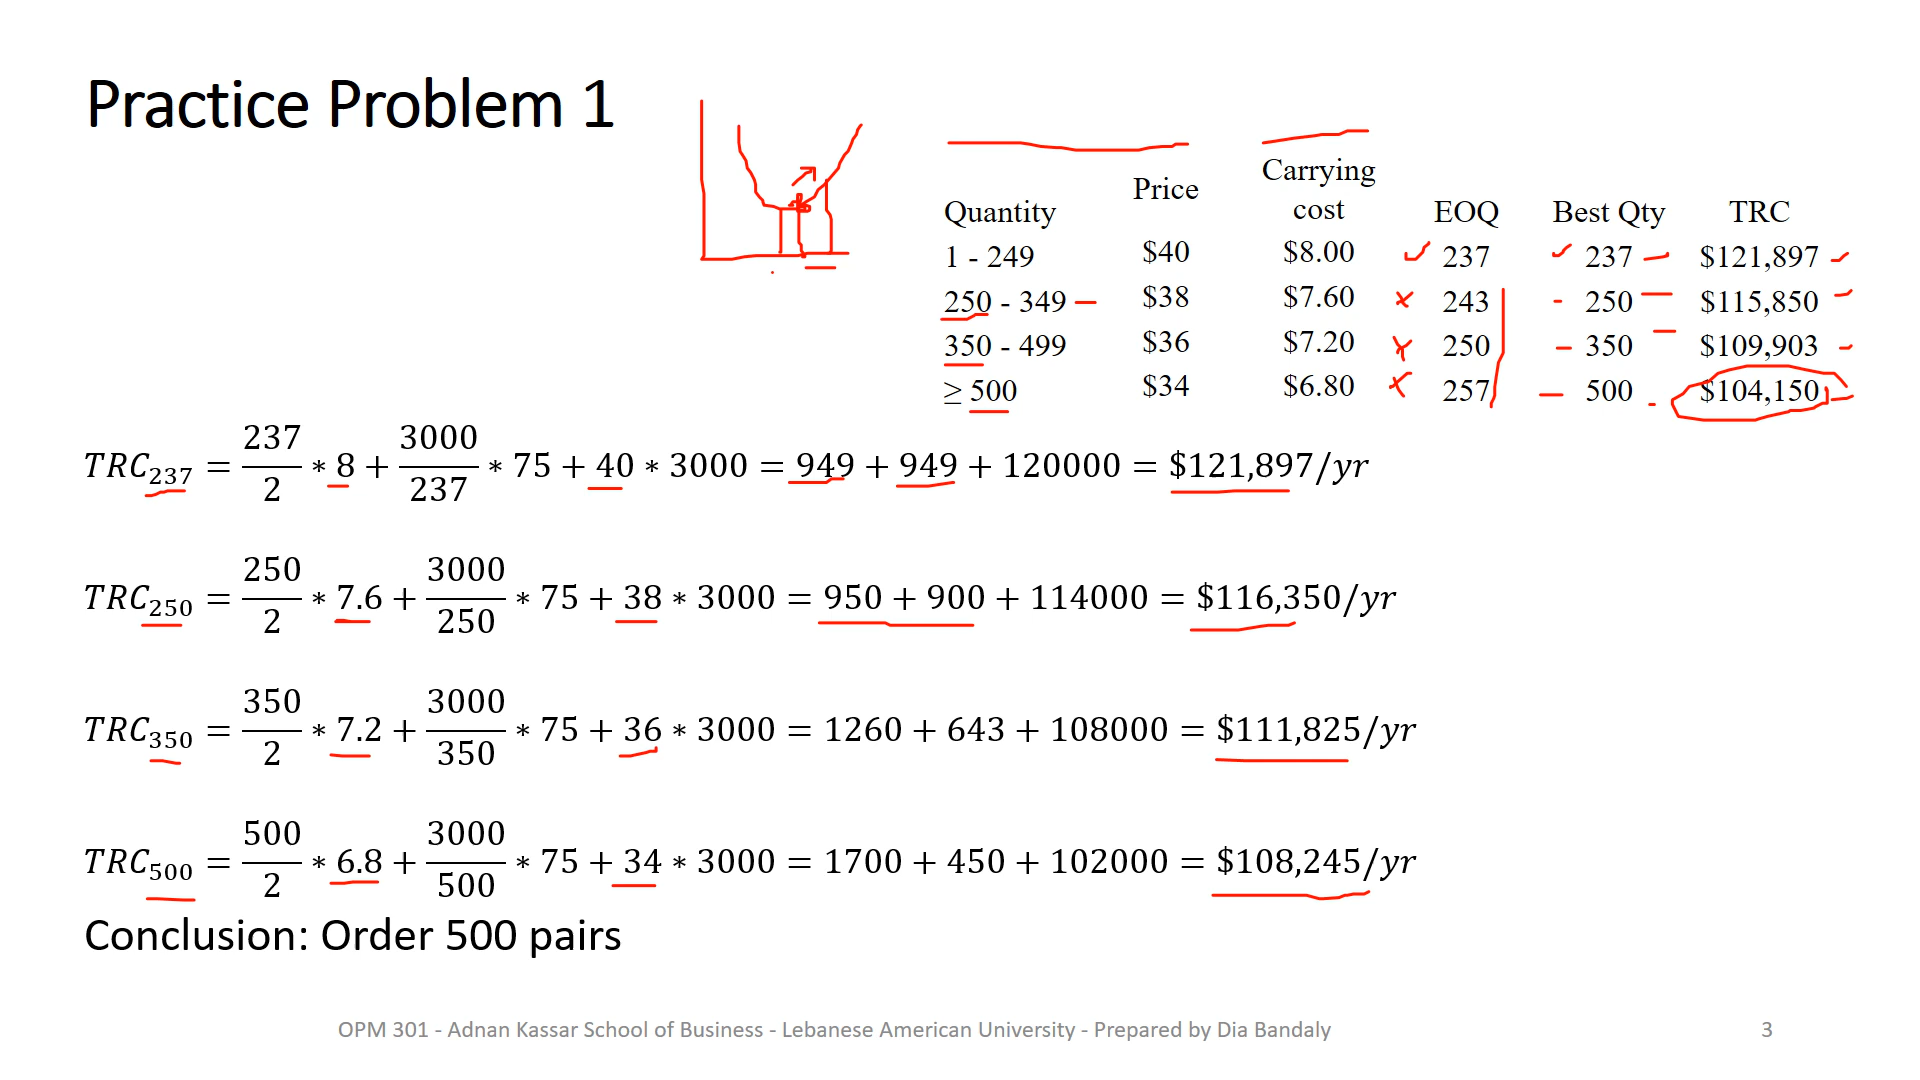 Practice Problem 1
Quantity Price Carrying cost EOQ Best Qty TRC
1 - 249 $40 $8.00 237 237 $121,897
250 - 349 $38 $7.60 243 250 $115,850
350 - 499 $36 $7.20 250 350 $109,903
≥ 500 $34 $6.80 257 500 $104,150
TRC₂₃₇ = 237/2 * 8 + 3000/237 * 75 + 40 * 3000 = 949 + 949 + 120000 = $121,897/yr
TRC₂₅₀ = 250/2 * 7.6 + 3000/250 * 75 + 38 * 3000 = 950 + 900 + 114000 = $116,350/yr
TRC₃₅₀ = 350/2 * 7.2 + 3000/350 * 75 + 36 * 3000 = 1260 + 643 + 108000 = $111,825/yr
TRC₅₀₀ = 500/2 * 6.8 + 3000/500 * 75 + 34 * 3000 = 1700 + 450 + 102000 = $108,245/yr
Conclusion: Order 500 pairs
OPM 301 - Adnan Kassar School of Business - Lebanese American University - Prepared by Dia Bandaly 3